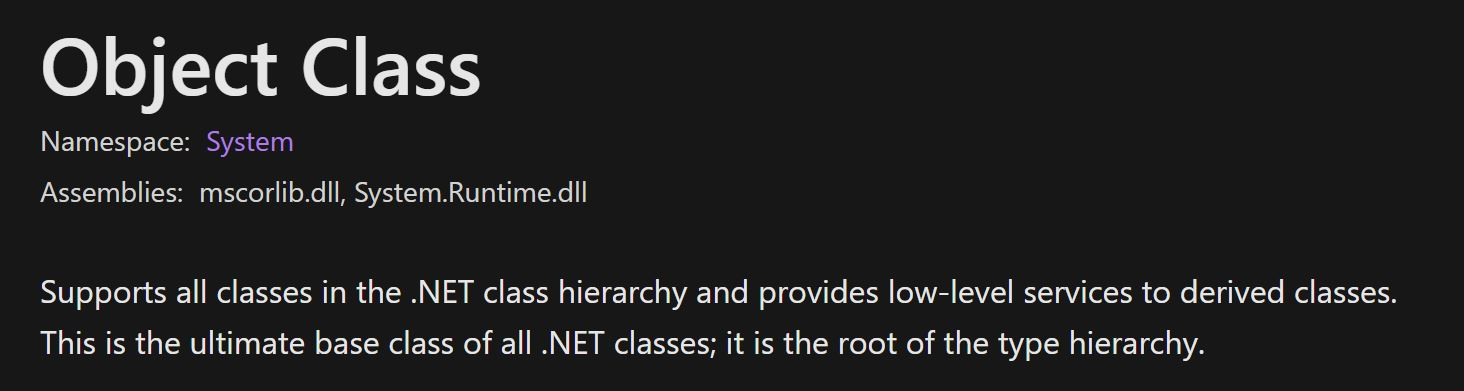 Object Class
Namespace: System
Assemblies: mscorlib.dll, System.Runtime.dll
Supports all classes in the .NET class hierarchy and provides low-level services to derived classes.
This is the ultimate base class of all .NET classes; it is the root of the type hierarchy.